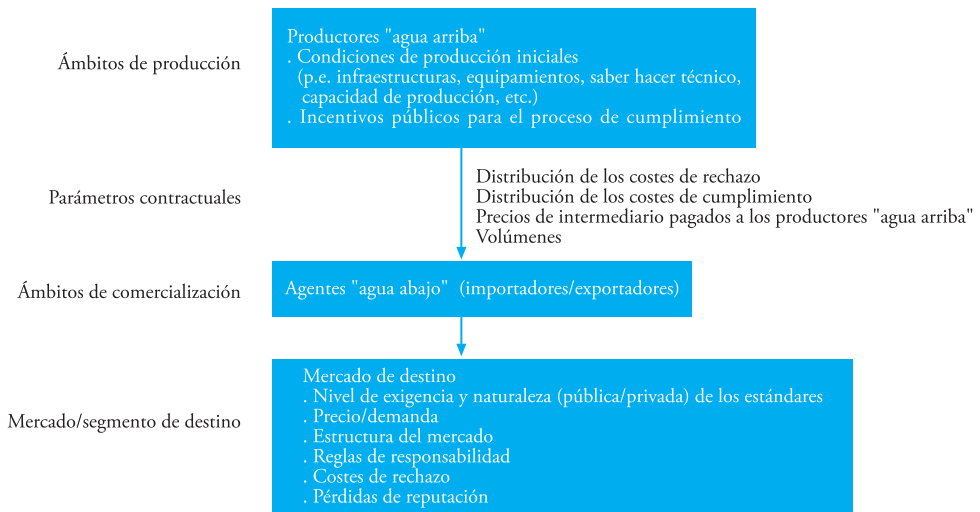 Ámbitos de producción
Productores "agua arriba"
. Condiciones de producción iniciales
(p.e. infraestructuras, equipamientos, saber hacer técnico,
capacidad de producción, etc.)
. Incentivos públicos para el proceso de cumplimiento
Parámetros contractuales
Distribución de los costes de rechazo
Distribución de los costes de cumplimiento
Precios de intermediario pagados a los productores "agua arriba"
Volúmenes
Ámbitos de comercialización
Agentes "agua abajo" (importadores/exportadores)
Mercado/segmento de destino
Mercado de destino
. Nivel de exigencia y naturaleza (pública/privada) de los estándares
. Precio/demanda
. Estructura del mercado
. Reglas de responsabilidad
. Costes de rechazo
. Pérdidas de reputación